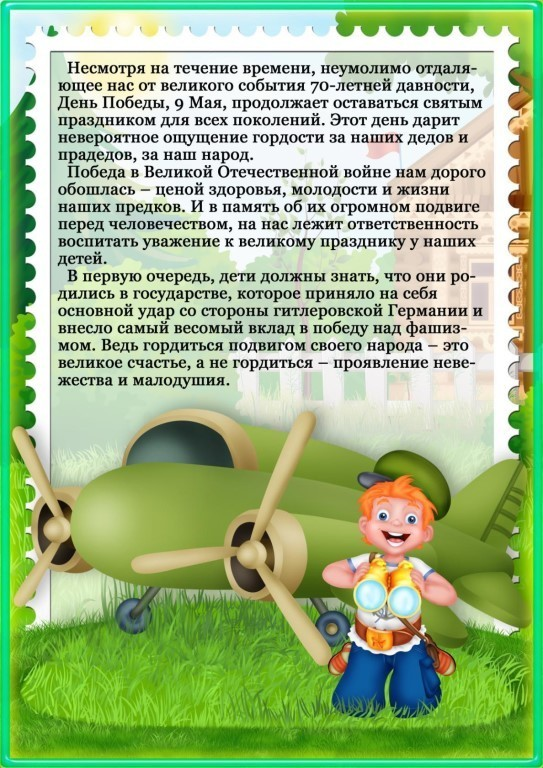 Несмотря на течение времени, неумолимо отдаля-
ющее нас от великого события 70-летней давности,
День Победы, 9 Мая, продолжает оставаться святым
праздником для всех поколений. Этот день дарит
невероятное ощущение гордости за наших дедов и
прадедов, за наш народ.
Победа в Великой Отечественной войне нам дорого
обошлась – ценой здоровья, молодости и жизни
наших предков. И в память об их огромном подвиге
перед человечеством, на нас лежит ответственность
воспитать уважение к великому празднику у наших
детей.
В первую очередь, дети должны знать, что они ро-
дились в государстве, которое приняло на себя
основной удар со стороны гитлеровской Германии и
внесло самый весомый вклад в победу над фашиз-
мом. Ведь гордиться подвигом своего народа – это
великое счастье, а не гордиться – проявление неве-
жества и малодушия.